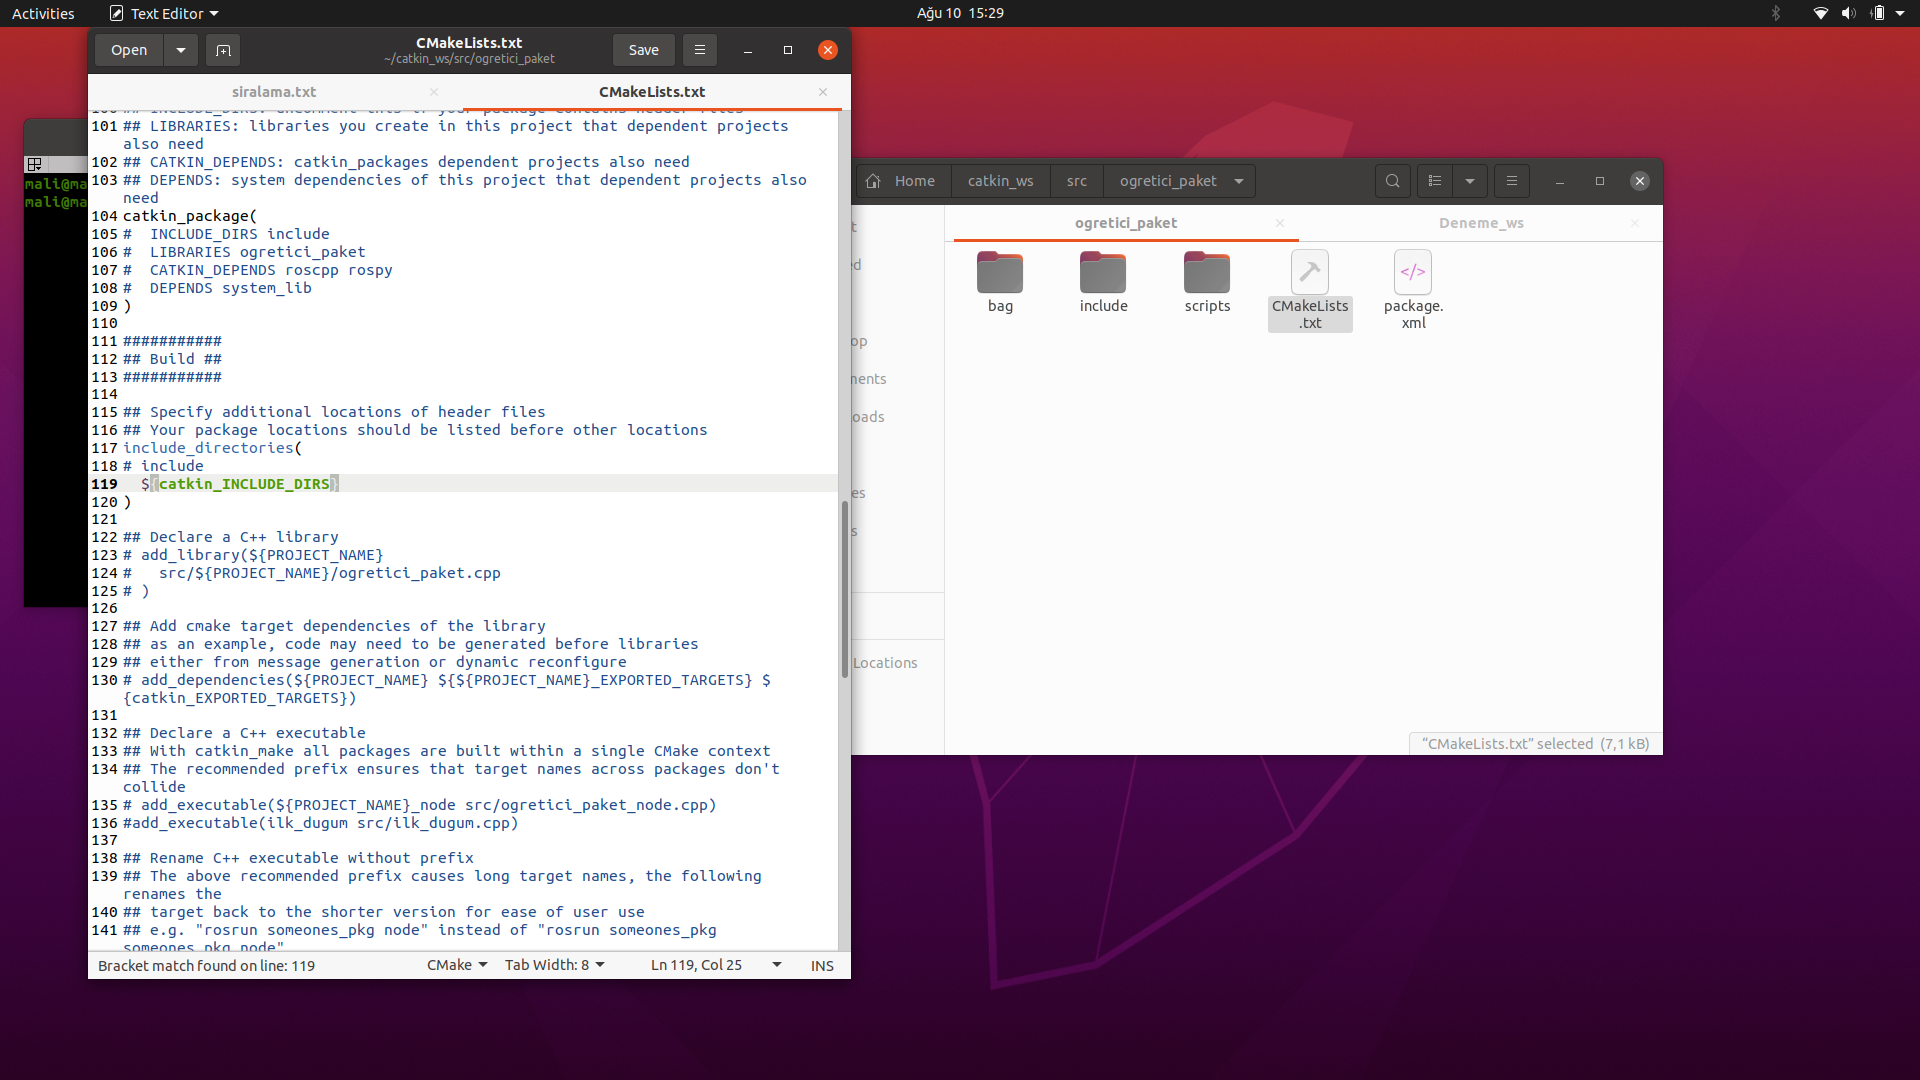 Activities
Text Editor
Ağu 10 15:29
Open
CMakeLists.txt
~/catkin_ws/src/ogretici_paket
Save
siralama.txt
CMakeLists.txt
101 ## LIBRARIES: libraries you create in this project that dependent projects
also need
102 ## CATKIN_DEPENDS: catkin_packages dependent projects also need
103 ## DEPENDS: system dependencies of this project that dependent projects also
need
104 catkin_package(
105 #  INCLUDE_DIRS include
106 #  LIBRARIES ogretici_paket
107 #  CATKIN_DEPENDS roscpp rospy
108 #  DEPENDS system_lib
109 )
110
111 ###########
112 ## Build ##
113 ###########
114
115 ## Specify additional locations of header files
116 ## Your package locations should be listed before other locations
117 include_directories(
118 # include
119   ${catkin_INCLUDE_DIRS}
120 )
121
122 ## Declare a C++ library
123 # add_library(${PROJECT_NAME}
124 #   src/${PROJECT_NAME}/ogretici_paket.cpp
125 # )
126
127 ## Add cmake target dependencies of the library
128 ## as an example, code may need to be generated before libraries
129 ## either from message generation or dynamic reconfigure
130 # add_dependencies(${PROJECT_NAME} ${${PROJECT_NAME}_EXPORTED_TARGETS} $
{catkin_EXPORTED_TARGETS})
131
132 ## Declare a C++ executable
133 ## With catkin_make all packages are built within a single CMake context
134 ## The recommended prefix ensures that target names across packages don't
collide
135 # add_executable(${PROJECT_NAME}_node src/ogretici_paket_node.cpp)
136 #add_executable(ilk_dugum src/ilk_dugum.cpp)
137
138 ## Rename C++ executable without prefix
139 ## The above recommended prefix causes long target names, the following
renames the
140 ## target back to the shorter version for ease of user use
141 ## e.g. "rosrun someones_pkg node" instead of "rosrun someones_pkg
someones_pkg_node"
Bracket match found on line: 119
CMake
Tab Width: 8
Ln 119, Col 25
INS
mali@ma
mali@ma
Home
catkin_ws
src
ogretici_paket
ogretici_paket
Deneme_ws
t
ed
op
ments
oads
es
s
Locations
bag
include
scripts
CMakeLists
.txt
package.
xml
“CMakeLists.txt” selected (7,1 kB)